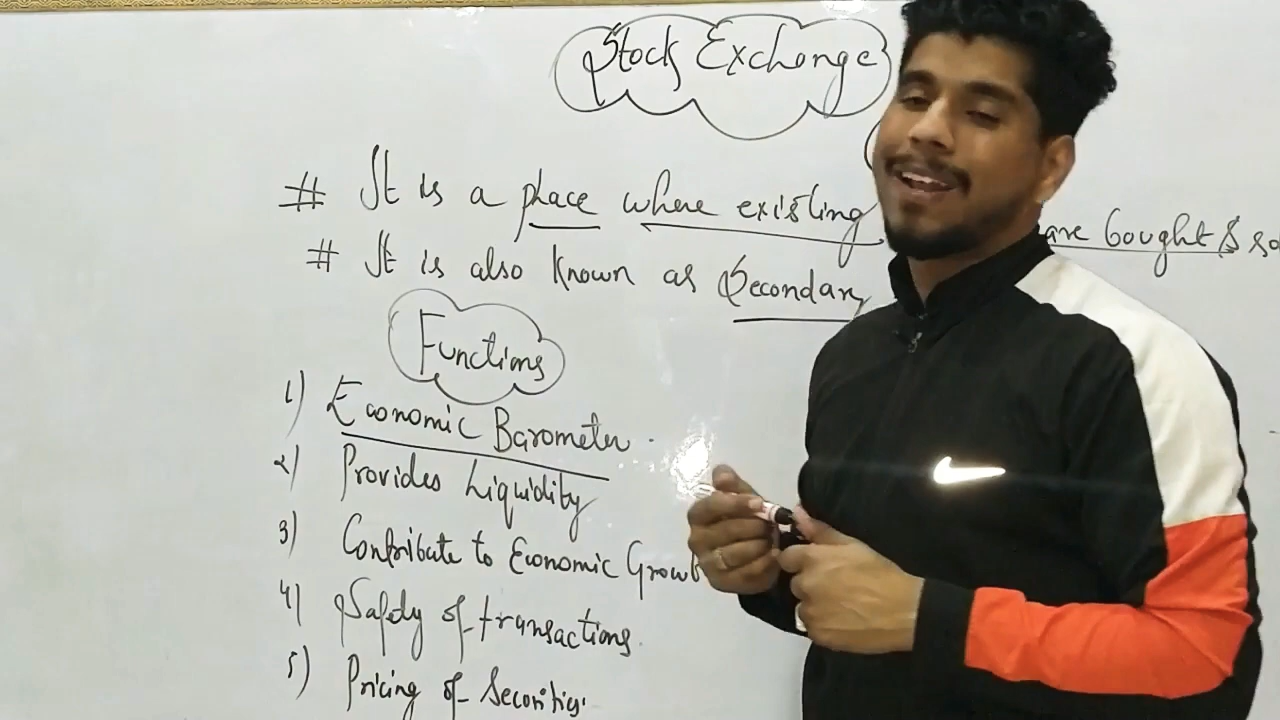 Stock Exchange
# It is a place where existing are bought & so
# It is also known as Secondary
Functions
1) Economic Barometer.
2) Provides Liquidity
3) Contribute to Economic Growt
4) Safety of transactions.
5) Pricing of Securities.